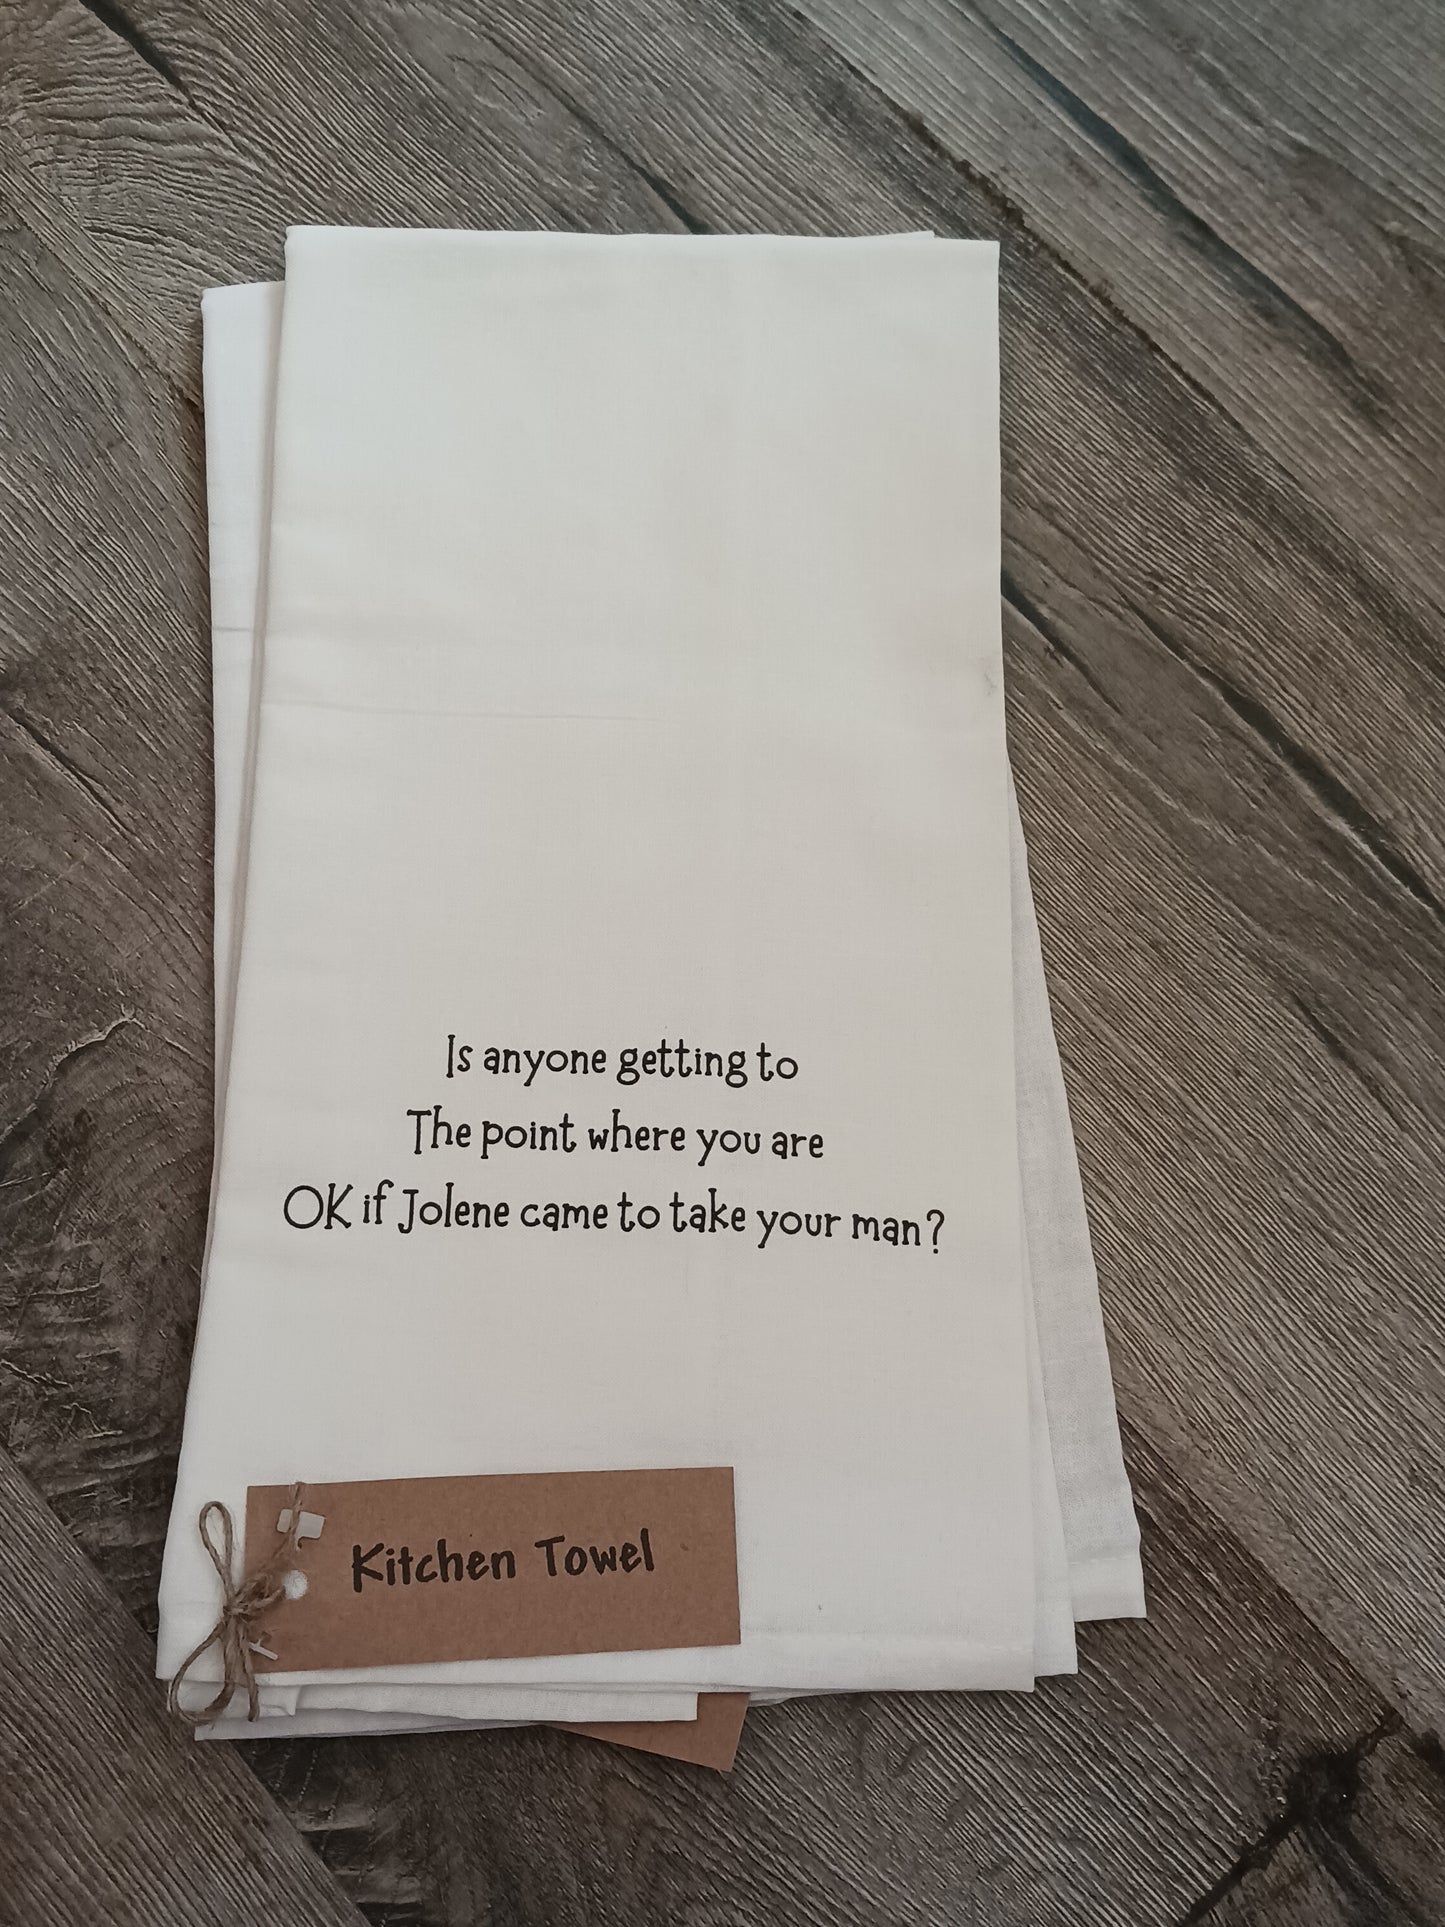 Is anyone getting to
The point where you are
OK if Jolene came to take your man?
Kitchen Towel